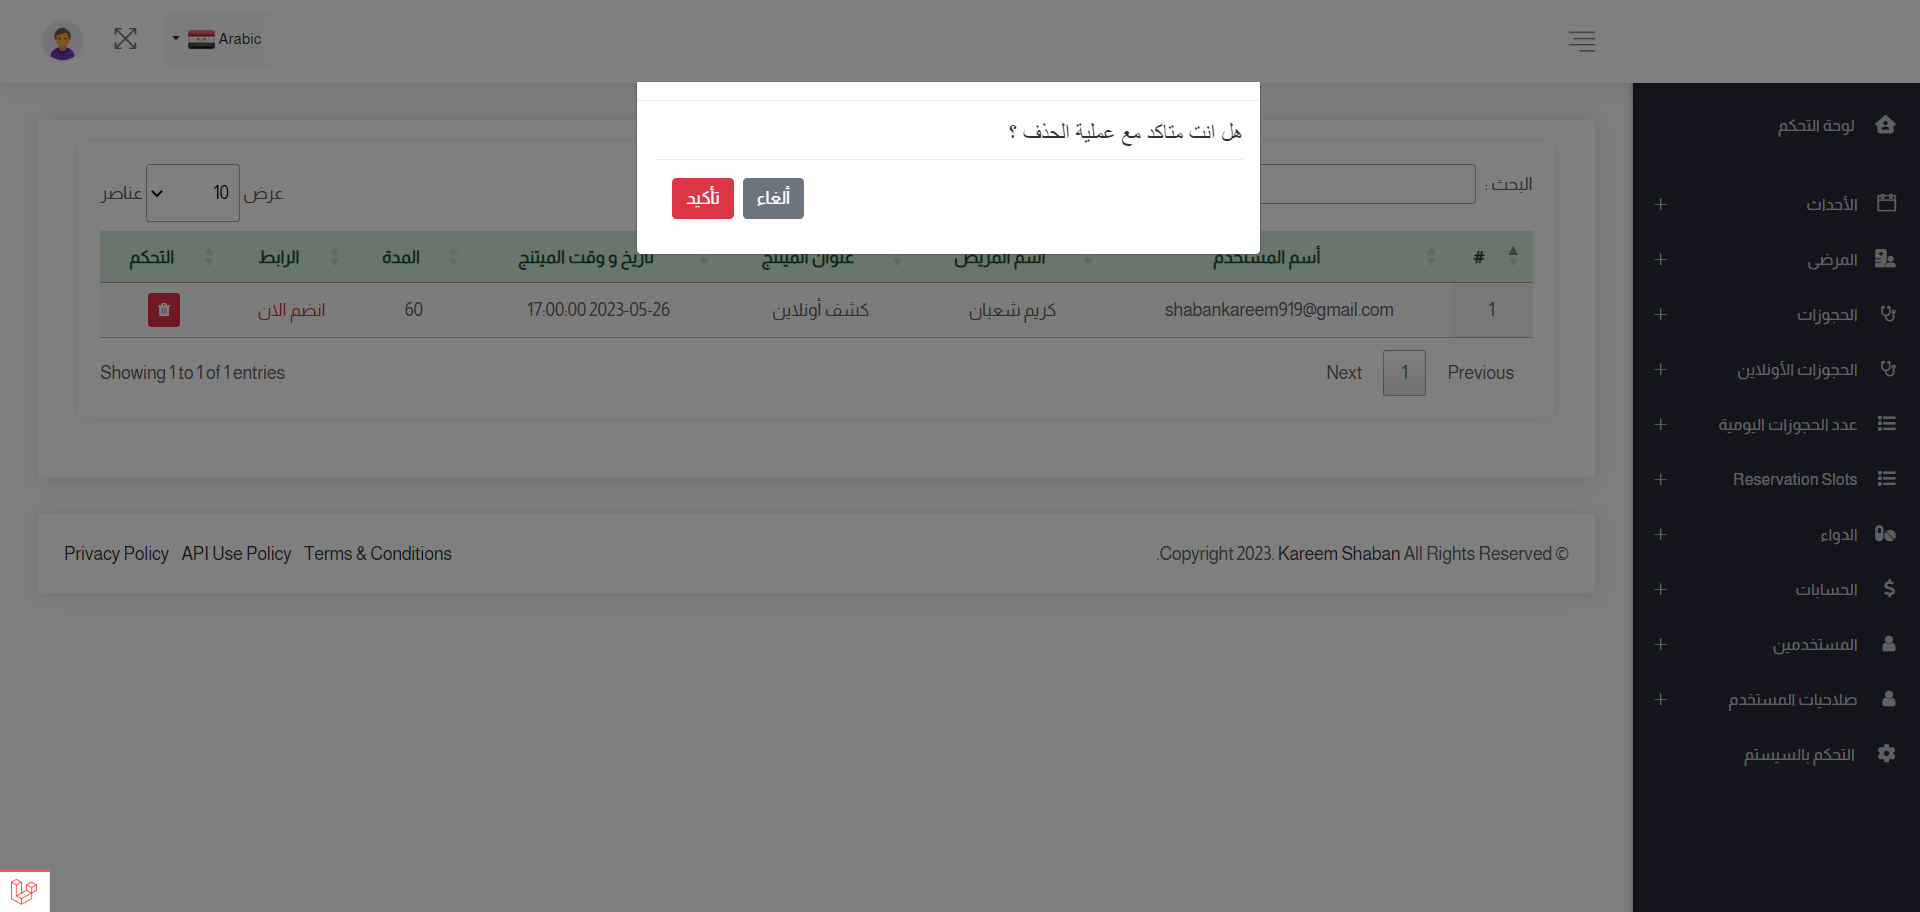 Arabic
هل انت متاكد مع عملية الحذف ؟
ألغاء
تأكيد
البحث :
عرض 10 عناصر
# أسم المستخدم اسم المريض عنوان الميتنج تاريخ و وقت الميتنج المدة الرابط التحكم
1 shabankareem919@gmail.com كريم شعبان كشف أونلاين 2023-05-26 17:00:00 60 انضم الان
Previous 1 Next
Showing 1 to 1 of 1 entries
.Copyright 2023. Kareem Shaban All Rights Reserved ©
Privacy Policy API Use Policy Terms & Conditions
لوحة التحكم
الأحداث
المرضى
الحجوزات
الحجوزات الأونلاين
عدد الحجوزات اليومية
Reservation Slots
الدواء
الحسابات
المستخدمين
صلاحيات المستخدم
التحكم بالسيستم